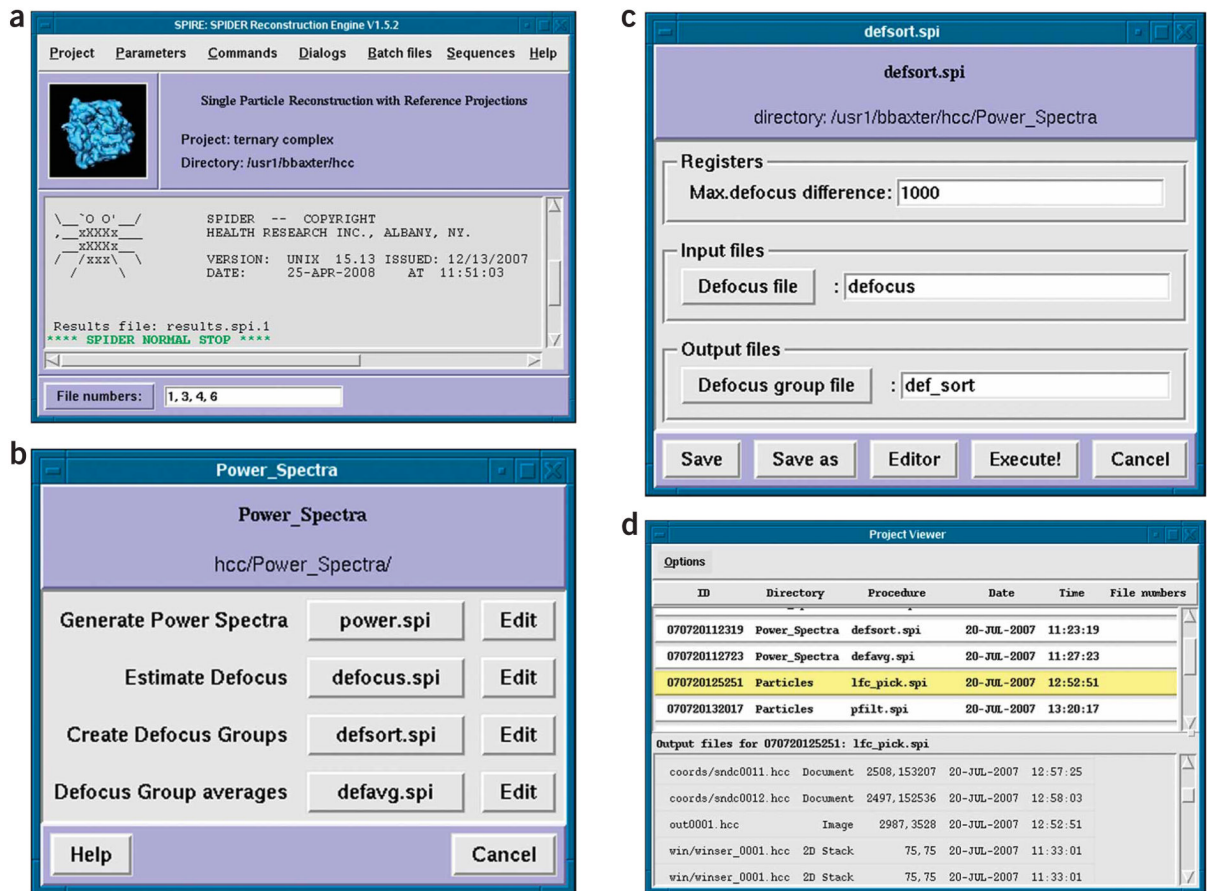 a
SPIRE: SPIDER Reconstruction Engine V1.5.2
Project Parameters Commands Dialogs Batch files Sequences Help
Single Particle Reconstruction with Reference Projections
Project: ternary complex
Directory: /usr1/bbaxter/hcc
\__`O O'__/ SPIDER -- COPYRIGHT
,__xXXXx___ HEALTH RESEARCH INC., ALBANY, NY.
__xXXXx__
/ /xxx\ \ VERSION: UNIX 15.13 ISSUED: 12/13/2007
/ \ DATE: 25-APR-2008 AT 11:51:03
Results file: results.spi.1
**** SPIDER NORMAL STOP ****
File numbers: 1, 3, 4, 6
b
Power_Spectra
Power_Spectra
hcc/Power_Spectra/
Generate Power Spectra power.spi Edit
Estimate Defocus defocus.spi Edit
Create Defocus Groups defsort.spi Edit
Defocus Group averages defavg.spi Edit
Help Cancel
c
defsort.spi
defsort.spi
directory: /usr1/bbaxter/hcc/Power_Spectra
Registers
Max.defocus difference: 1000
Input files
Defocus file : defocus
Output files
Defocus group file : def_sort
Save Save as Editor Execute! Cancel
d
Project Viewer
Options
ID Directory Procedure Date Time File numbers
070720112319 Power_Spectra defsort.spi 20-JUL-2007 11:23:19
070720112723 Power_Spectra defavg.spi 20-JUL-2007 11:27:23
070720125251 Particles lfc_pick.spi 20-JUL-2007 12:52:51
070720132017 Particles pfilt.spi 20-JUL-2007 13:20:17
Output files for 070720125251: lfc_pick.spi
coords/sndc0011.hcc Document 2508,153207 20-JUL-2007 12:57:25
coords/sndc0012.hcc Document 2497,152536 20-JUL-2007 12:58:03
out0001.hcc Image 2987,3528 20-JUL-2007 12:52:51
win/winser_0001.hcc 2D Stack 75,75 20-JUL-2007 11:33:01
win/winser_0001.hcc 2D Stack 75,75 20-JUL-2007 11:33:01